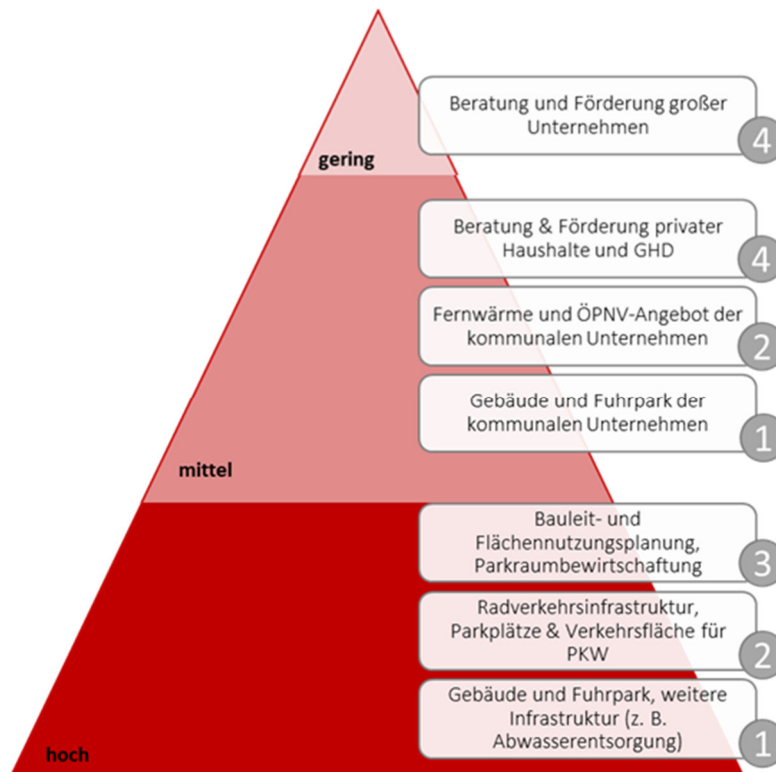 Beratung und Förderung großer
Unternehmen
4
gering
Beratung & Förderung privater
Haushalte und GHD
4
Fernwärme und ÖPNV-Angebot der
kommunalen Unternehmen
2
Gebäude und Fuhrpark der
kommunalen Unternehmen
1
mittel
Bauleit- und
Flächennutzungsplanung,
Parkraumbewirtschaftung
3
Radverkehrsinfrastruktur,
Parkplätze & Verkehrsfläche für
PKW
2
Gebäude und Fuhrpark, weitere
Infrastruktur (z. B.
Abwasserentsorgung)
1
hoch